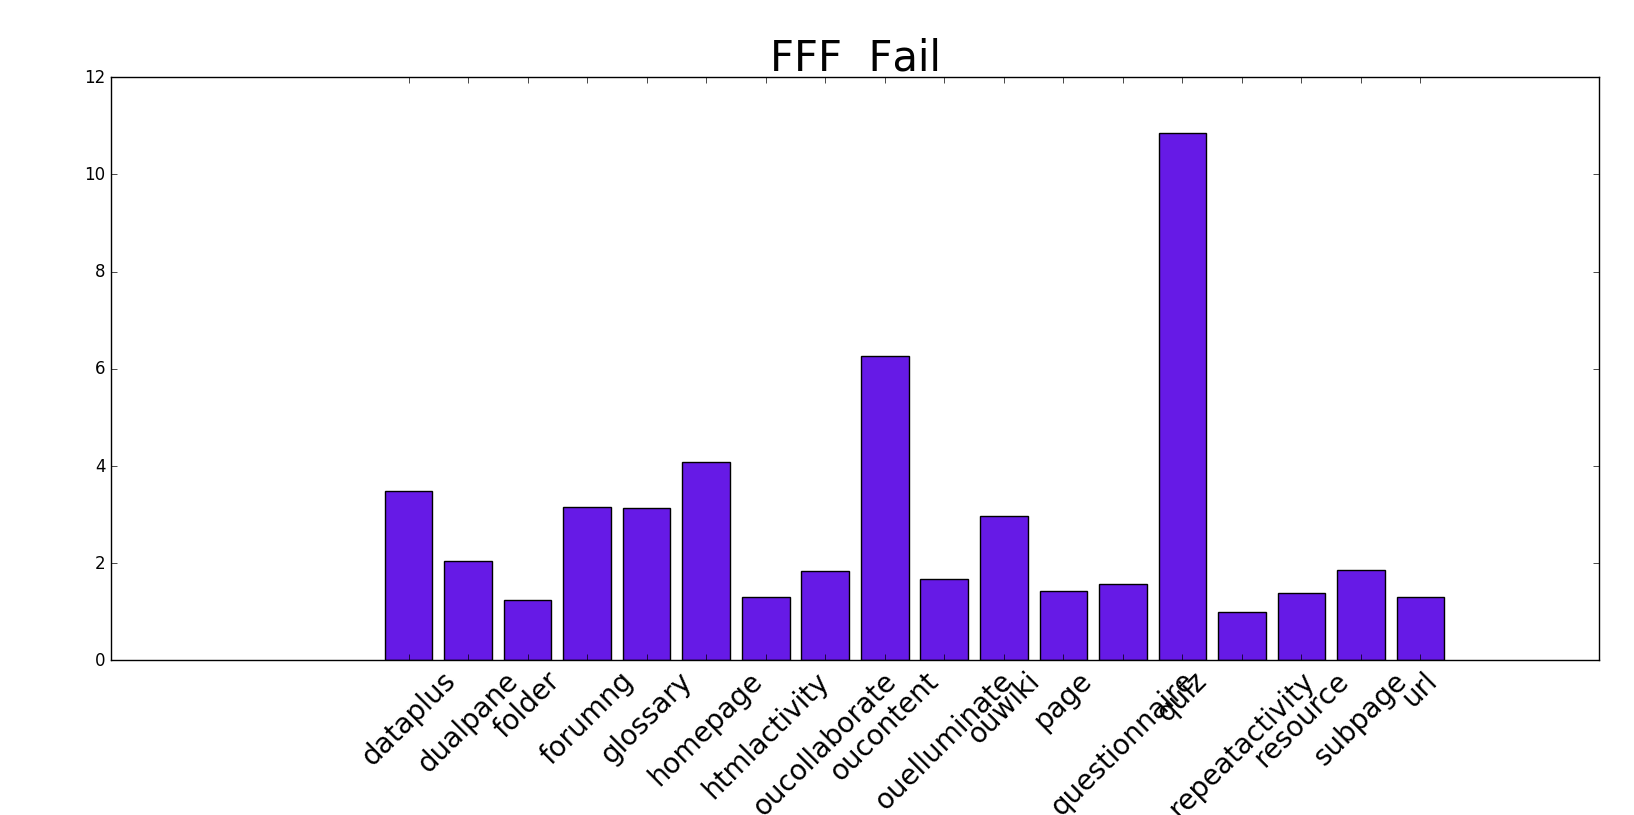 FFF Fail
12
10
8
6
4
2
0
dataplus
dualpane
folder
forumng
glossary
homepage
htmlactivity
oucollaborate
oucontent
ouelluminate
ouwiki
page
questionnaire
quiz
repeatactivity
resource
subpage
url